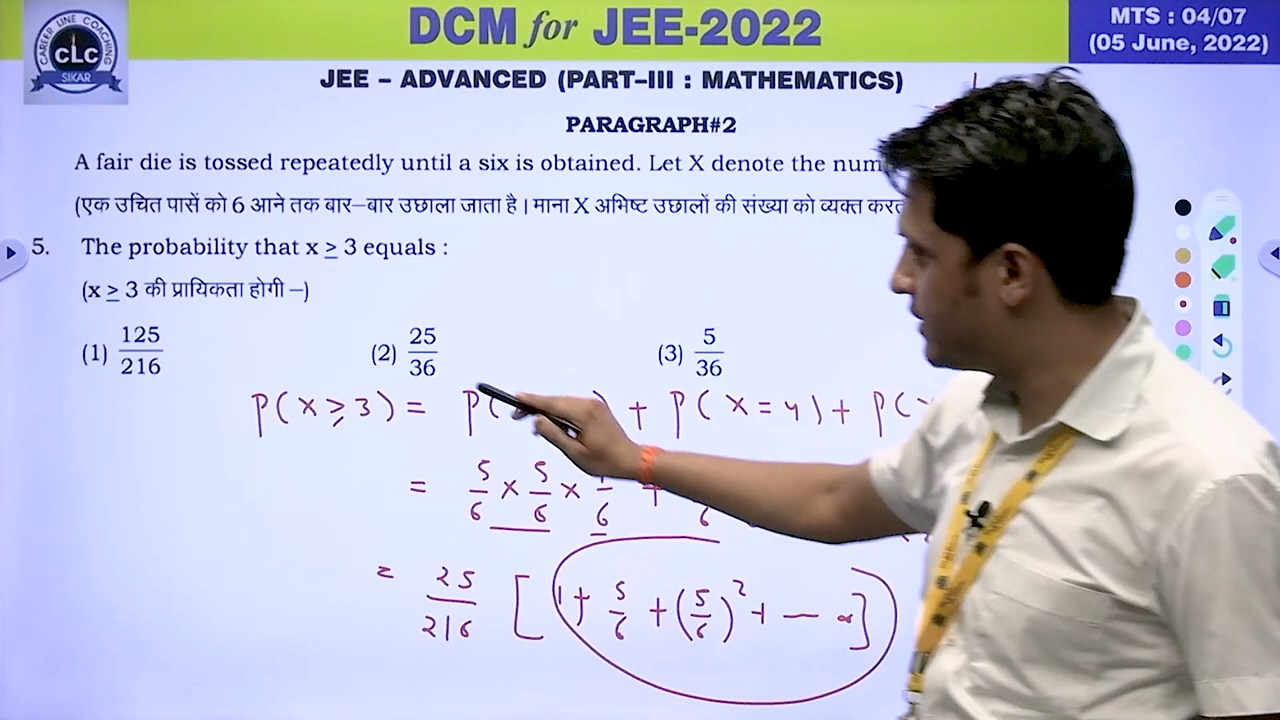 DCM for JEE-2022
MTS : 04/07
(05 June, 2022)
CAREER LINE COACHING
CLC
SIKAR
JEE – ADVANCED (PART–III : MATHEMATICS)
PARAGRAPH#2
A fair die is tossed repeatedly until a six is obtained. Let X denote the
(एक उचित पासें को 6 आने तक बार–बार उछाला जाता है। माना X अभिष्ट उछालों की संख्या को व्यक्त
5. The probability that x ≥ 3 equals :
(x ≥ 3 की प्रायिकता होगी –)
(1) 125/216 (2) 25/36 (3) 5/36
P(X ≥ 3) = P( ) + P(X = 4) + P(
= 5/6 × 5/6 × /6 + /6
= 25/216 [1 + 5/6 + (5/6)² + — ∞]